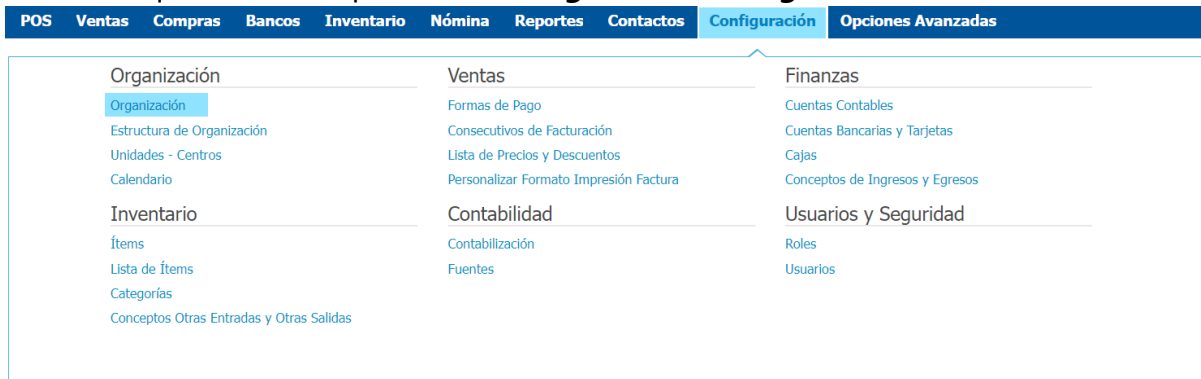 POS Ventas Compras Bancos Inventario Nómina Reportes Contactos Configuración Opciones Avanzadas
Organización
Organización
Estructura de Organización
Unidades - Centros
Calendario
Ventas
Formas de Pago
Consecutivos de Facturación
Lista de Precios y Descuentos
Personalizar Formato Impresión Factura
Finanzas
Cuentas Contables
Cuentas Bancarias y Tarjetas
Cajas
Conceptos de Ingresos y Egresos
Inventario
Ítems
Lista de Ítems
Categorías
Conceptos Otras Entradas y Otras Salidas
Contabilidad
Contabilización
Fuentes
Usuarios y Seguridad
Roles
Usuarios